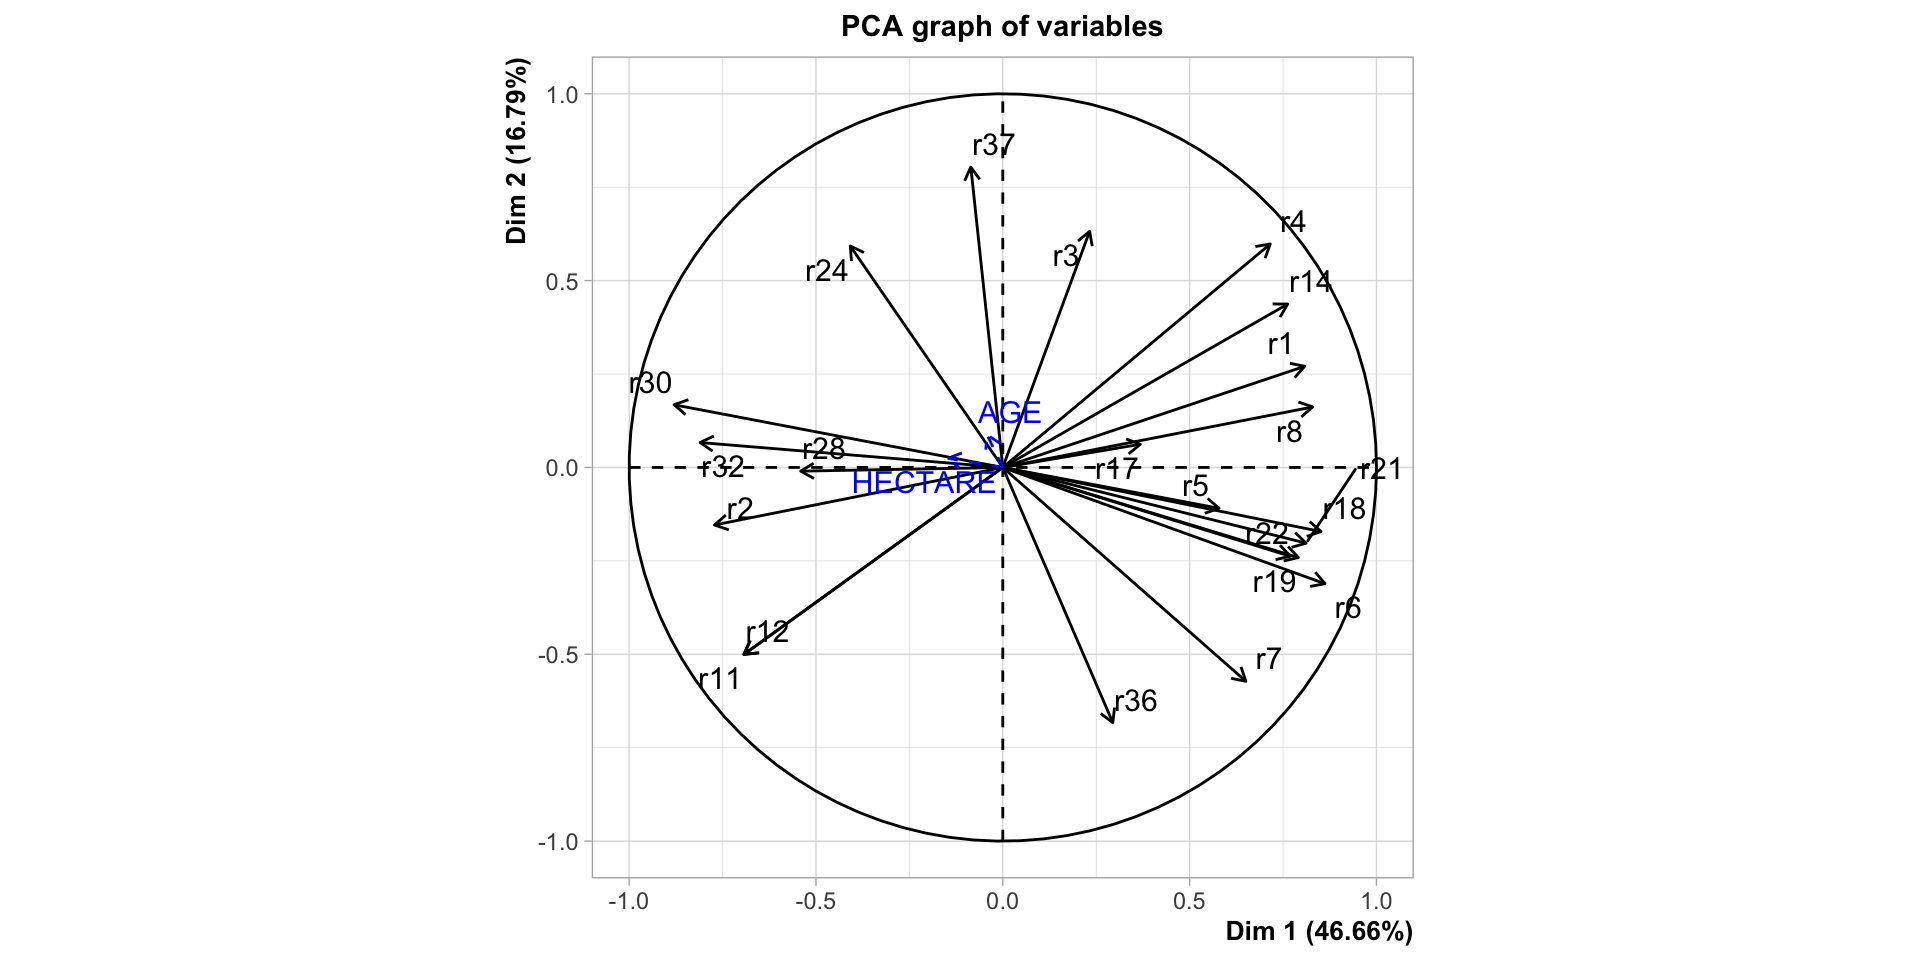 PCA graph of variables
Dim 2 (16.79%)
1.0
0.5
0.0
-0.5
-1.0
r37
r4
r3
r24
r14
r1
r30
AGE
r8
r28
r32
r17
r21
HECTARE
r5
r2
r18
r22
r19
r6
r12
r7
r11
r36
-1.0 -0.5 0.0 0.5 1.0
Dim 1 (46.66%)